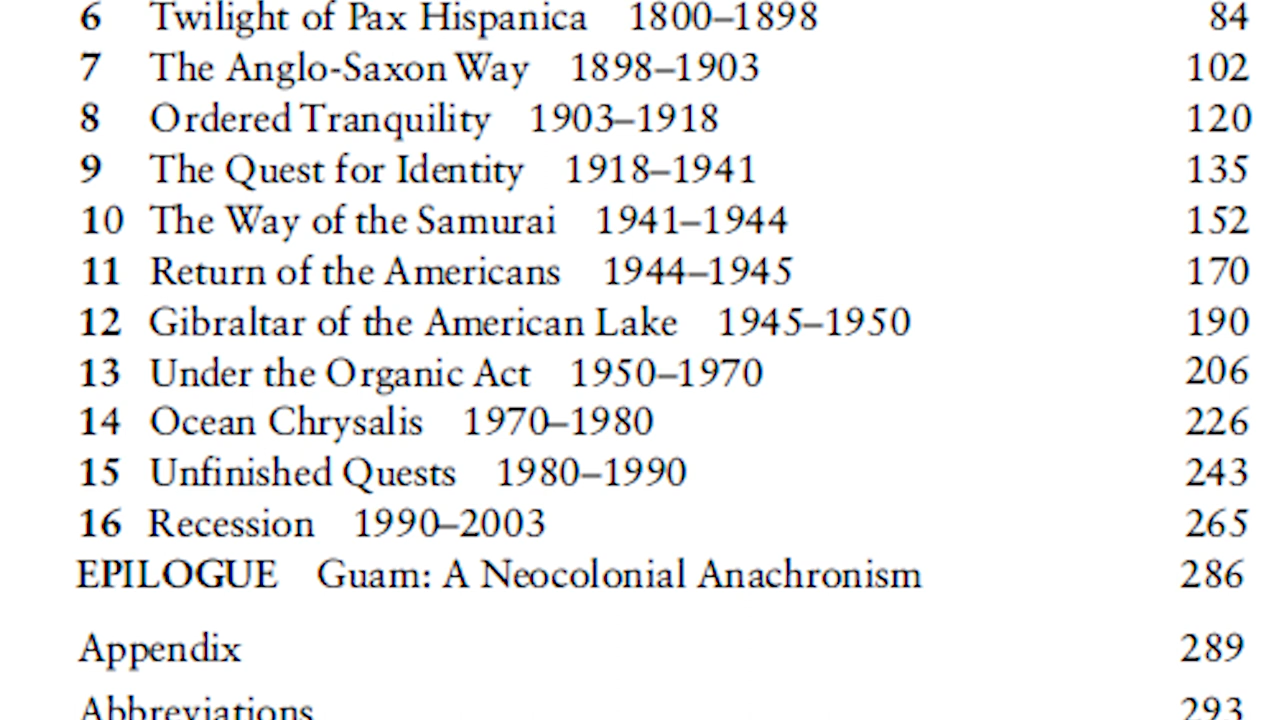 6 Twilight of Pax Hispanica 1800–1898 84
7 The Anglo-Saxon Way 1898–1903 102
8 Ordered Tranquility 1903–1918 120
9 The Quest for Identity 1918–1941 135
10 The Way of the Samurai 1941–1944 152
11 Return of the Americans 1944–1945 170
12 Gibraltar of the American Lake 1945–1950 190
13 Under the Organic Act 1950–1970 206
14 Ocean Chrysalis 1970–1980 226
15 Unfinished Quests 1980–1990 243
16 Recession 1990–2003 265
EPILOGUE Guam: A Neocolonial Anachronism 286
Appendix 289
Abbreviations 293